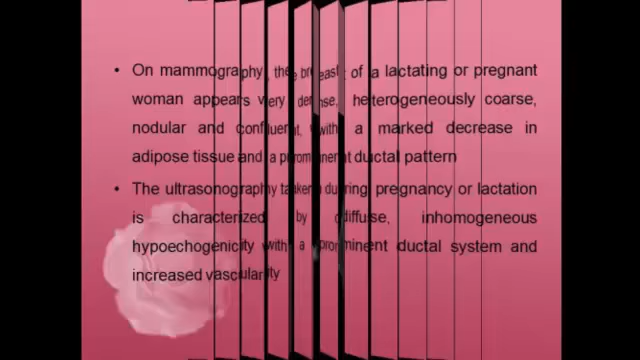 • On mammography, the breast of a lactating or pregnant
woman appears very dense, heterogeneously coarse,
nodular and confluent, with a marked decrease in
adipose tissue and a prominent ductal pattern
• The ultrasonography taken during pregnancy or lactation
is characterized by diffuse, inhomogeneous
hypoechogenicity with a prominent ductal system and
increased vascularity